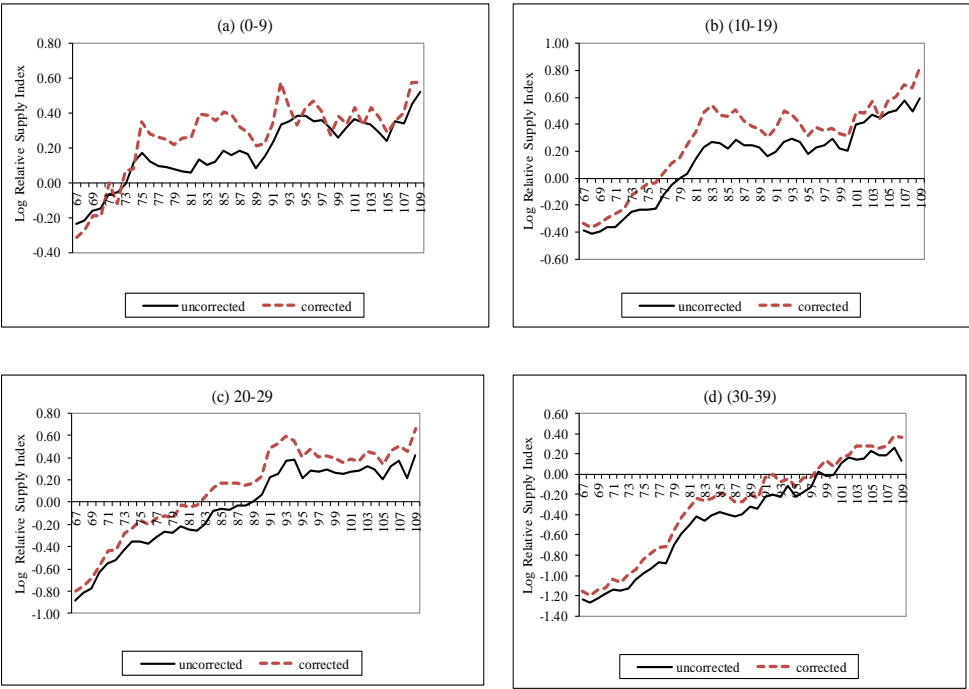 (a) (0-9)
Log Relative Supply Index
0.80
0.60
0.40
0.20
0.00
-0.20
-0.40
67 69 71 73 75 77 79 81 83 85 87 89 91 93 95 97 99 101 103 105 107 109
uncorrected corrected
(b) (10-19)
Log Relative Supply Index
1.00
0.80
0.60
0.40
0.20
0.00
-0.20
-0.40
-0.60
67 69 71 73 75 77 79 81 83 85 87 89 91 93 95 97 99 101 103 105 107 109
uncorrected corrected
(c) 20-29
Log Relative Supply Index
0.80
0.60
0.40
0.20
0.00
-0.20
-0.40
-0.60
-0.80
-1.00
67 69 71 73 75 77 79 81 83 85 87 89 91 93 95 97 99 101 103 105 107 109
uncorrected corrected
(d) (30-39)
Log Relative Supply Index
0.60
0.40
0.20
0.00
-0.20
-0.40
-0.60
-0.80
-1.00
-1.20
-1.40
67 69 71 73 75 77 79 81 83 85 87 89 91 93 95 97 99 101 103 105 107 109
uncorrected corrected